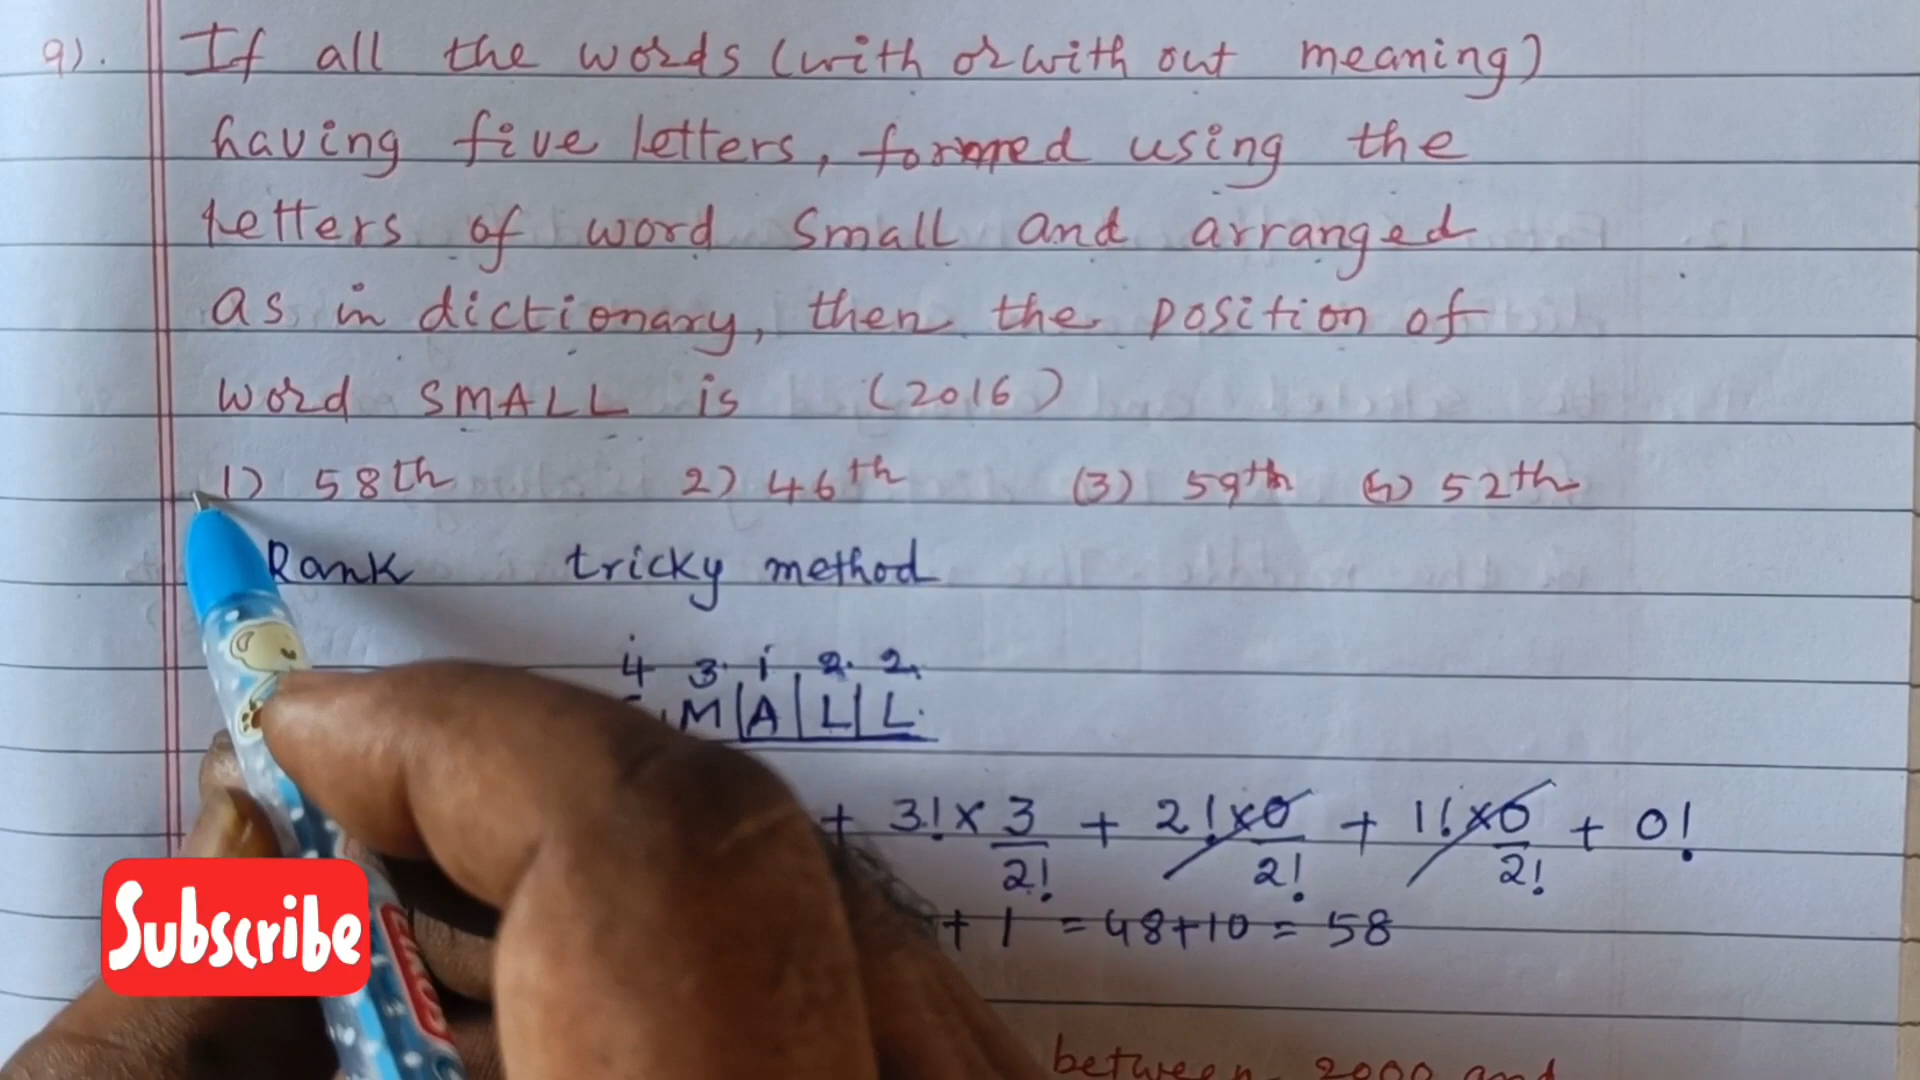 9). If all the words (with or with out meaning)
having five letters, formed using the
letters of word Small and arranged
as in dictionary, then the position of
word SMALL is (2016)
1) 58th 2) 46th (3) 59th (4) 52th
Rank tricky method
4 3 1 2 2
M A L L
+ 3! × 3/2! + 2! × 0/2! + 1! × 0/2! + 0!
+ 1 = 48 + 10 = 58
between 2000 and
Subscribe